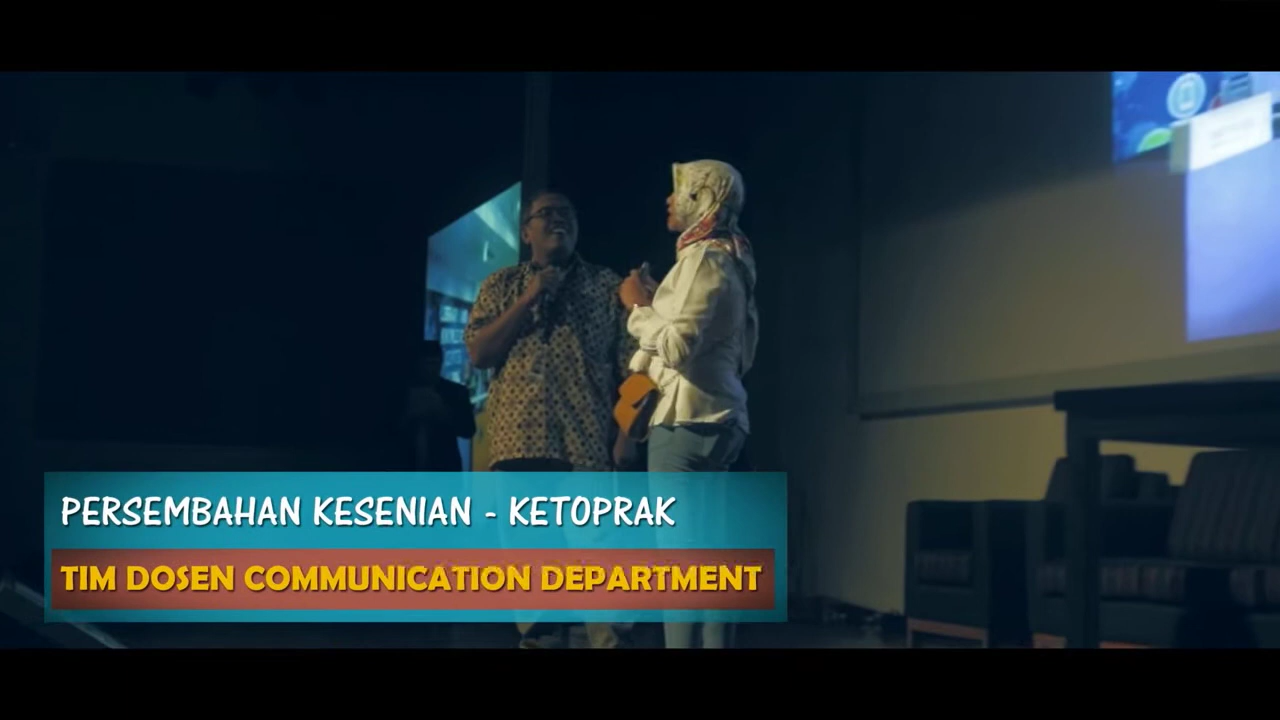 PERSEMBAHAN KESENIAN - KETOPRAK
TIM DOSEN COMMUNICATION DEPARTMENT